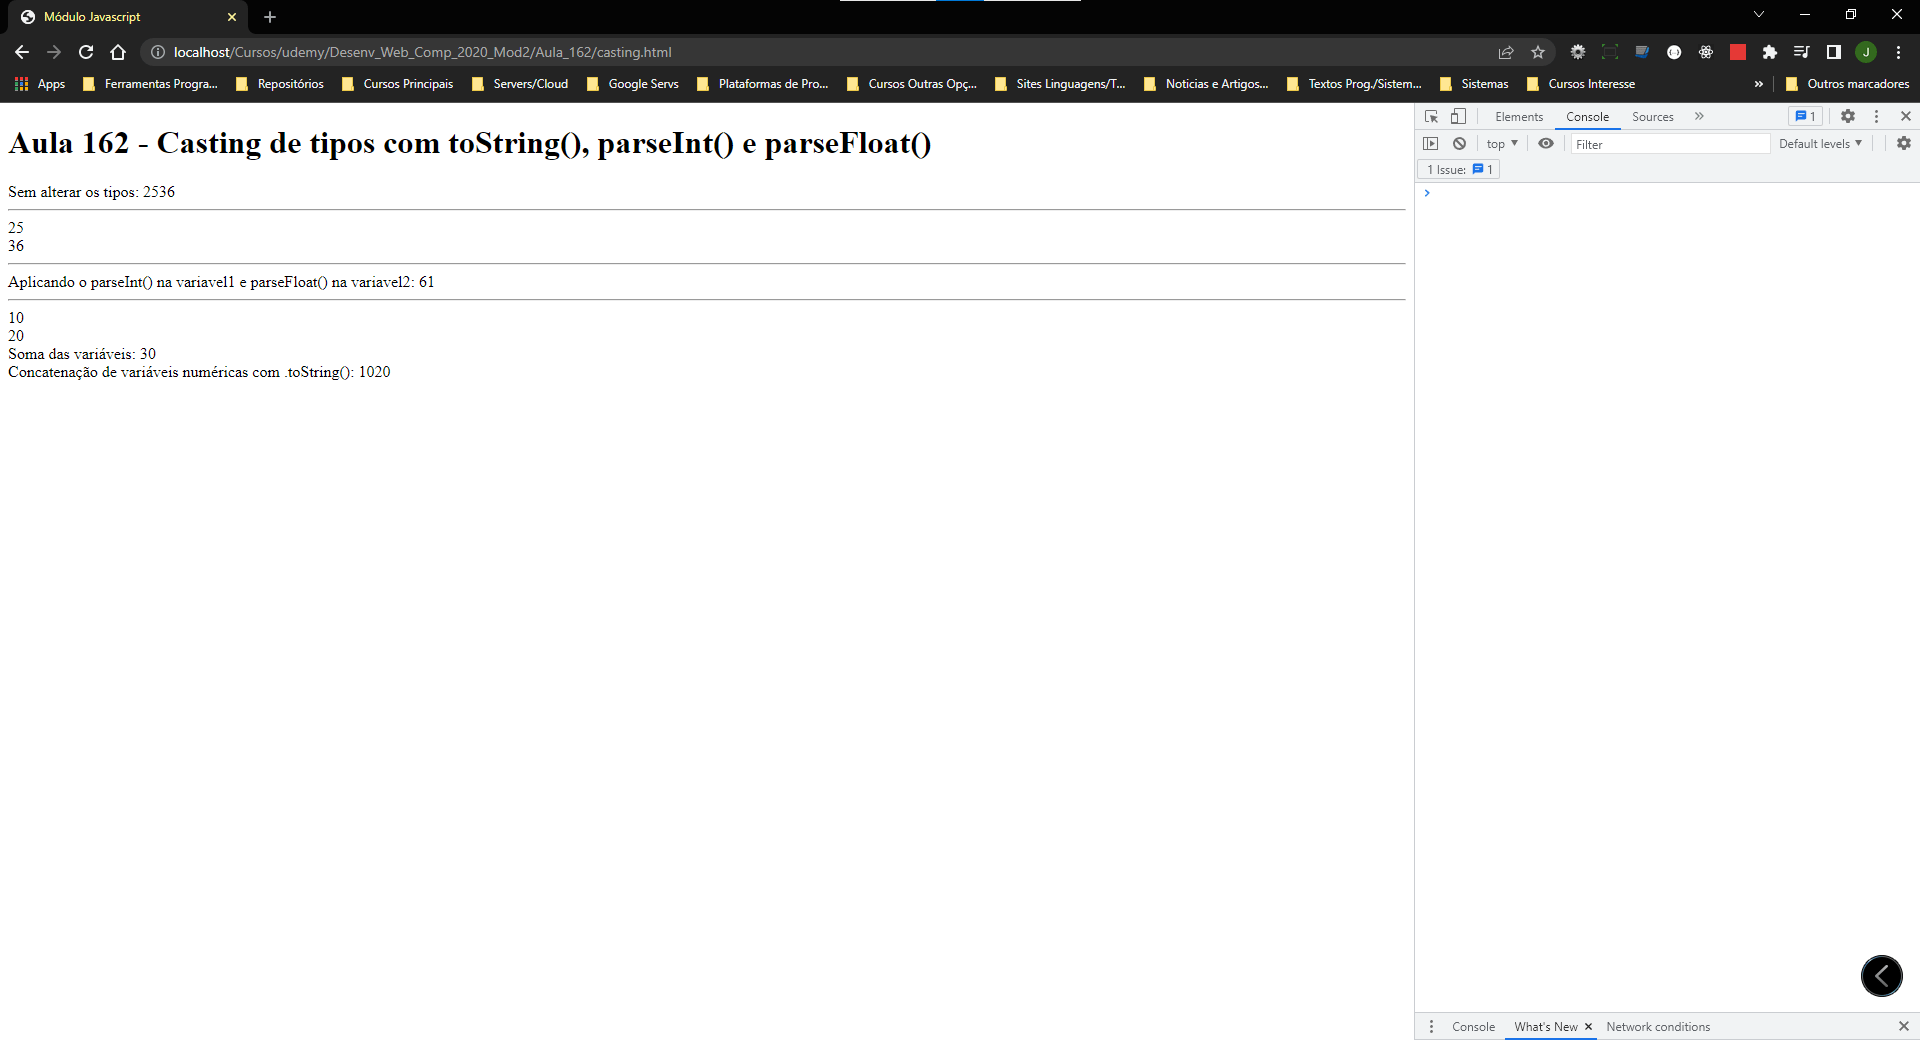 Módulo Javascript
localhost/Cursos/udemy/Desenv_Web_Comp_2020_Mod2/Aula_162/casting.html
J
Apps Ferramentas Progra... Repositórios Cursos Principais Servers/Cloud Google Servs Plataformas de Pro... Cursos Outras Opç... Sites Linguagens/T... Noticias e Artigos... Textos Prog./Sistem... Sistemas Cursos Interesse » Outros marcadores
Aula 162 - Casting de tipos com toString(), parseInt() e parseFloat()
Sem alterar os tipos: 2536
25
36
Aplicando o parseInt() na variavel1 e parseFloat() na variavel2: 61
10
20
Soma das variáveis: 30
Concatenação de variáveis numéricas com .toString(): 1020
Elements Console Sources » 1
top Filter Default levels
1 Issue: 1
Console What's New Network conditions